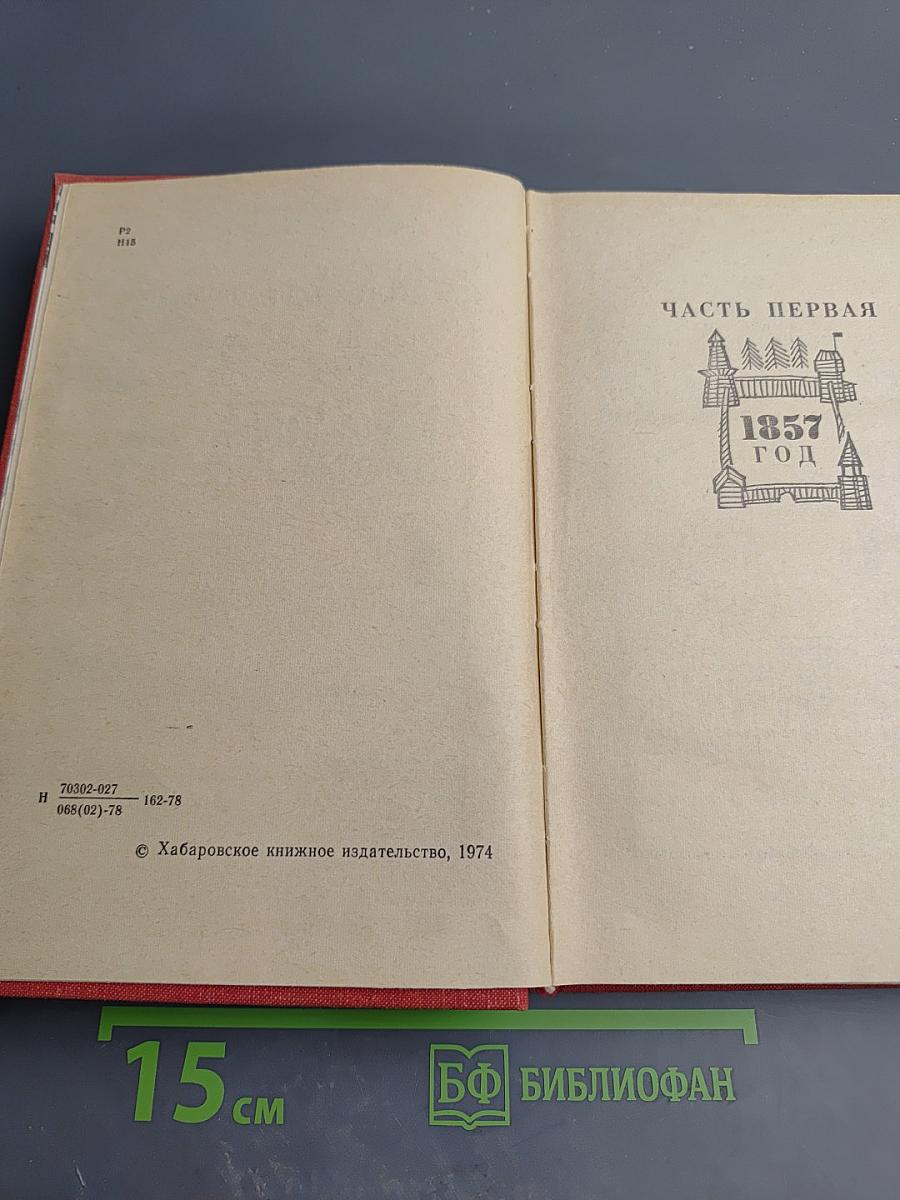 Р2
Н15
Н 70302-027
068(02)-78 162-78
© Хабаровское книжное издательство, 1974
ЧАСТЬ ПЕРВАЯ
1857
ГОД
15 см
БФ БИБЛИОФАН